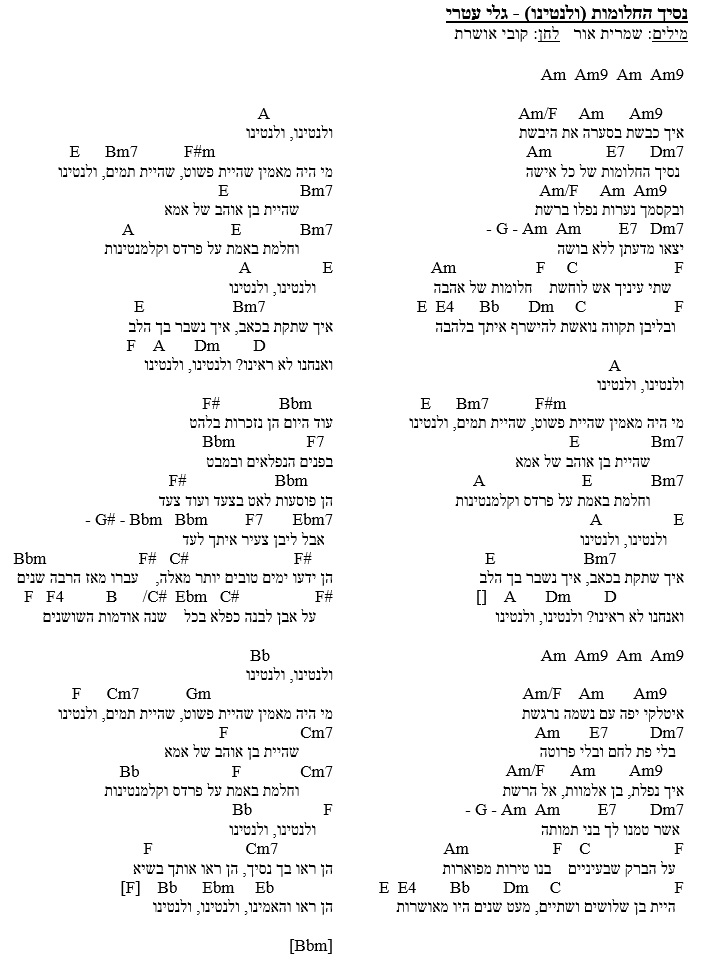 נסיך החלומות (ולנטינו) - גלי עטרי
מילים: שמרית אור   לחן: קובי אושרת
Am  Am9  Am  Am9
Am/F  Am  Am9
איך כבשת בסערה את היבשת
Am  E7  Dm7
נסיך החלומות של כל אישה
Am/F  Am  Am9
ובקסמך נערות נפלו ברשת
- G - Am  Am  E7  Dm7
יצאו מדעתן ללא בושה
Am  F  C  F
שתי עיניך אש לוחשת   חלומות של אהבה
E  E4  Bb  Dm  C  F
ובליבן תקווה נואשת להישרף איתך בלהבה
A
ולנטינו, ולנטינו
E  Bm7  F#m
מי היה מאמין שהיית פשוט, שהיית תמים, ולנטינו
E  Bm7
שהיית בן אוהב של אמא
A  E  Bm7
וחלמת באמת על פרדס וקלמנטינות
A  E
ולנטינו, ולנטינו
E  Bm7
איך שתקת בכאב, איך נשבר בך הלב
[]  A  Dm  D
ואנחנו לא ראינו? ולנטינו, ולנטינו
Am  Am9  Am  Am9
Am/F  Am  Am9
איטלקי יפה עם נשמה נרגשת
Am  E7  Dm7
בלי פת לחם ובלי פרוטה
Am/F  Am  Am9
איך נפלת, בן אלמוות, אל הרשת
- G - Am  Am  E7  Dm7
אשר טמנו לך בני תמותה
Am  F  C  F
על הברק שבעיניים   בנו טירות מפוארות
E  E4  Bb  Dm  C  F
היית בן שלושים ושתיים, מעט שנים היו מאושרות
A
ולנטינו, ולנטינו
E  Bm7  F#m
מי היה מאמין שהיית פשוט, שהיית תמים, ולנטינו
E  Bm7
שהיית בן אוהב של אמא
A  E  Bm7
וחלמת באמת על פרדס וקלמנטינות
A  E
ולנטינו, ולנטינו
E  Bm7
איך שתקת בכאב, איך נשבר בך הלב
F  A  Dm  D
ואנחנו לא ראינו? ולנטינו, ולנטינו
F#  Bbm
עוד היום הן נזכרות בלהט
Bbm  F7
בפנים הנפלאים ובמבט
F#  Bbm
הן פוסעות לאט בצעד ועוד צעד
- G# - Bbm  Bbm  F7  Ebm7
אבל ליבן צעיר איתך לעד
Bbm  F#  C#  F#
הן ידעו ימים טובים יותר מאלה,   עברו מאז הרבה שנים
F  F4  B  /C#  Ebm  C#  F#
על אבן לבנה כפלא בכל   שנה אודמות השושנים
Bb
ולנטינו, ולנטינו
F  Cm7  Gm
מי היה מאמין שהיית פשוט, שהיית תמים, ולנטינו
F  Cm7
שהיית בן אוהב של אמא
Bb  F  Cm7
וחלמת באמת על פרדס וקלמנטינות
Bb  F
ולנטינו, ולנטינו
F  Cm7
הן ראו בך נסיך, הן ראו אותך בשיא
[F]  Bb  Ebm  Eb
הן ראו והאמינו, ולנטינו, ולנטינו
[Bbm]